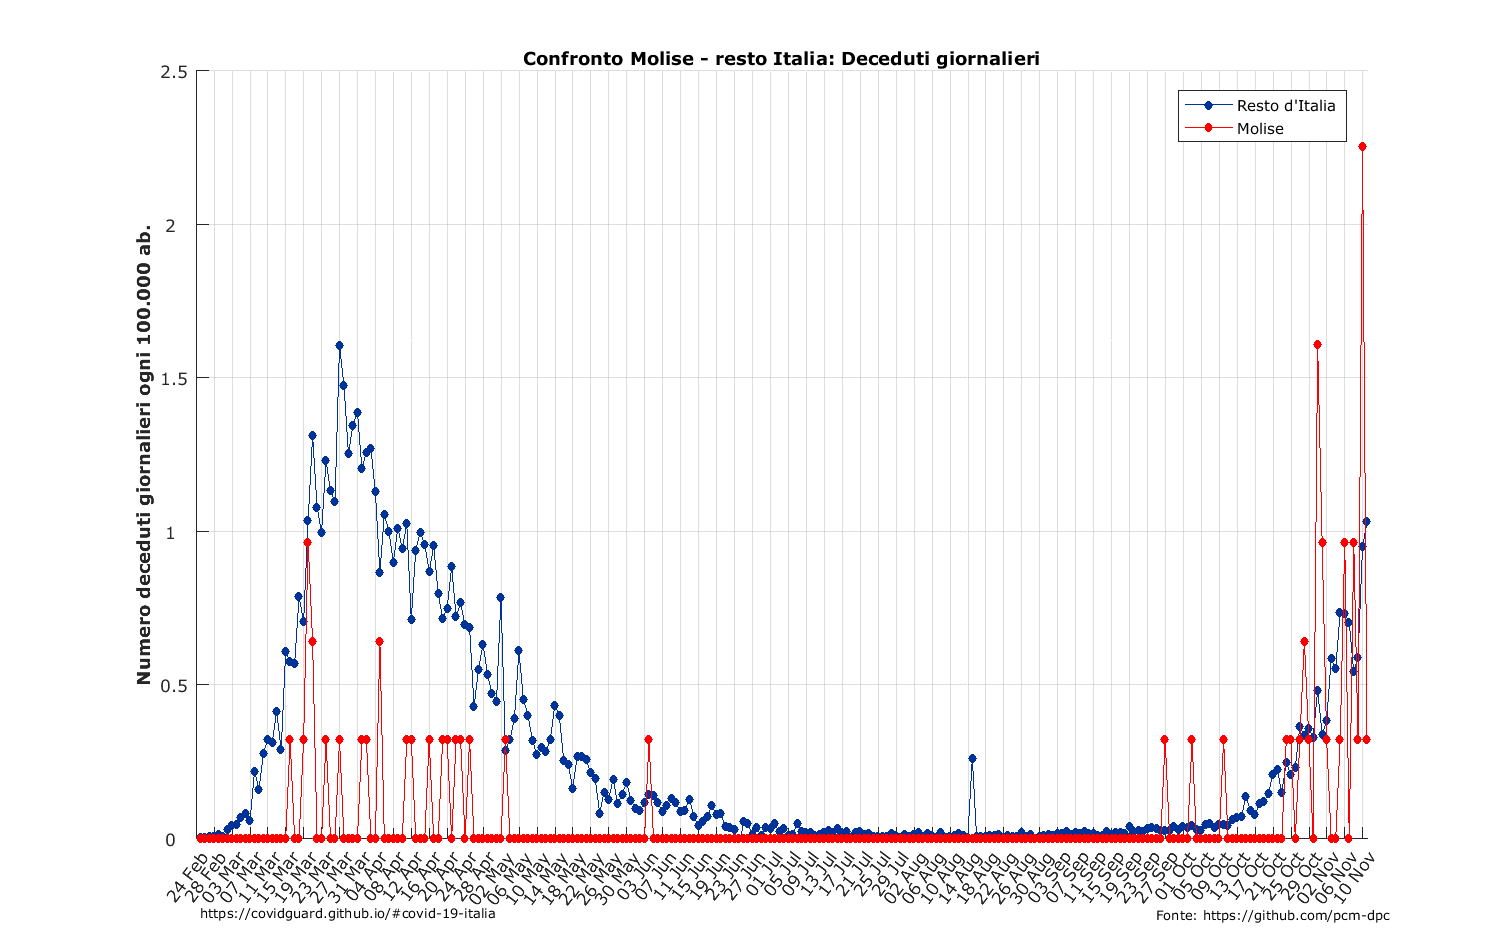 Confronto Molise - resto Italia: Deceduti giornalieri
Resto d'Italia
Molise
Numero deceduti giornalieri ogni 100.000 ab.
2.5
2
1.5
1
0.5
0
24 Feb
28 Feb
03 Mar
07 Mar
11 Mar
15 Mar
19 Mar
23 Mar
27 Mar
31 Mar
04 Apr
08 Apr
12 Apr
16 Apr
20 Apr
24 Apr
28 Apr
02 May
06 May
10 May
14 May
18 May
22 May
26 May
30 May
03 Jun
07 Jun
11 Jun
15 Jun
19 Jun
23 Jun
27 Jun
01 Jul
05 Jul
09 Jul
13 Jul
17 Jul
21 Jul
25 Jul
29 Jul
02 Aug
06 Aug
10 Aug
14 Aug
18 Aug
22 Aug
26 Aug
30 Aug
03 Sep
07 Sep
11 Sep
15 Sep
19 Sep
23 Sep
27 Sep
01 Oct
05 Oct
09 Oct
13 Oct
17 Oct
21 Oct
25 Oct
29 Oct
02 Nov
06 Nov
10 Nov
https://covidguard.github.io/#covid-19-italia
Fonte: https://github.com/pcm-dpc